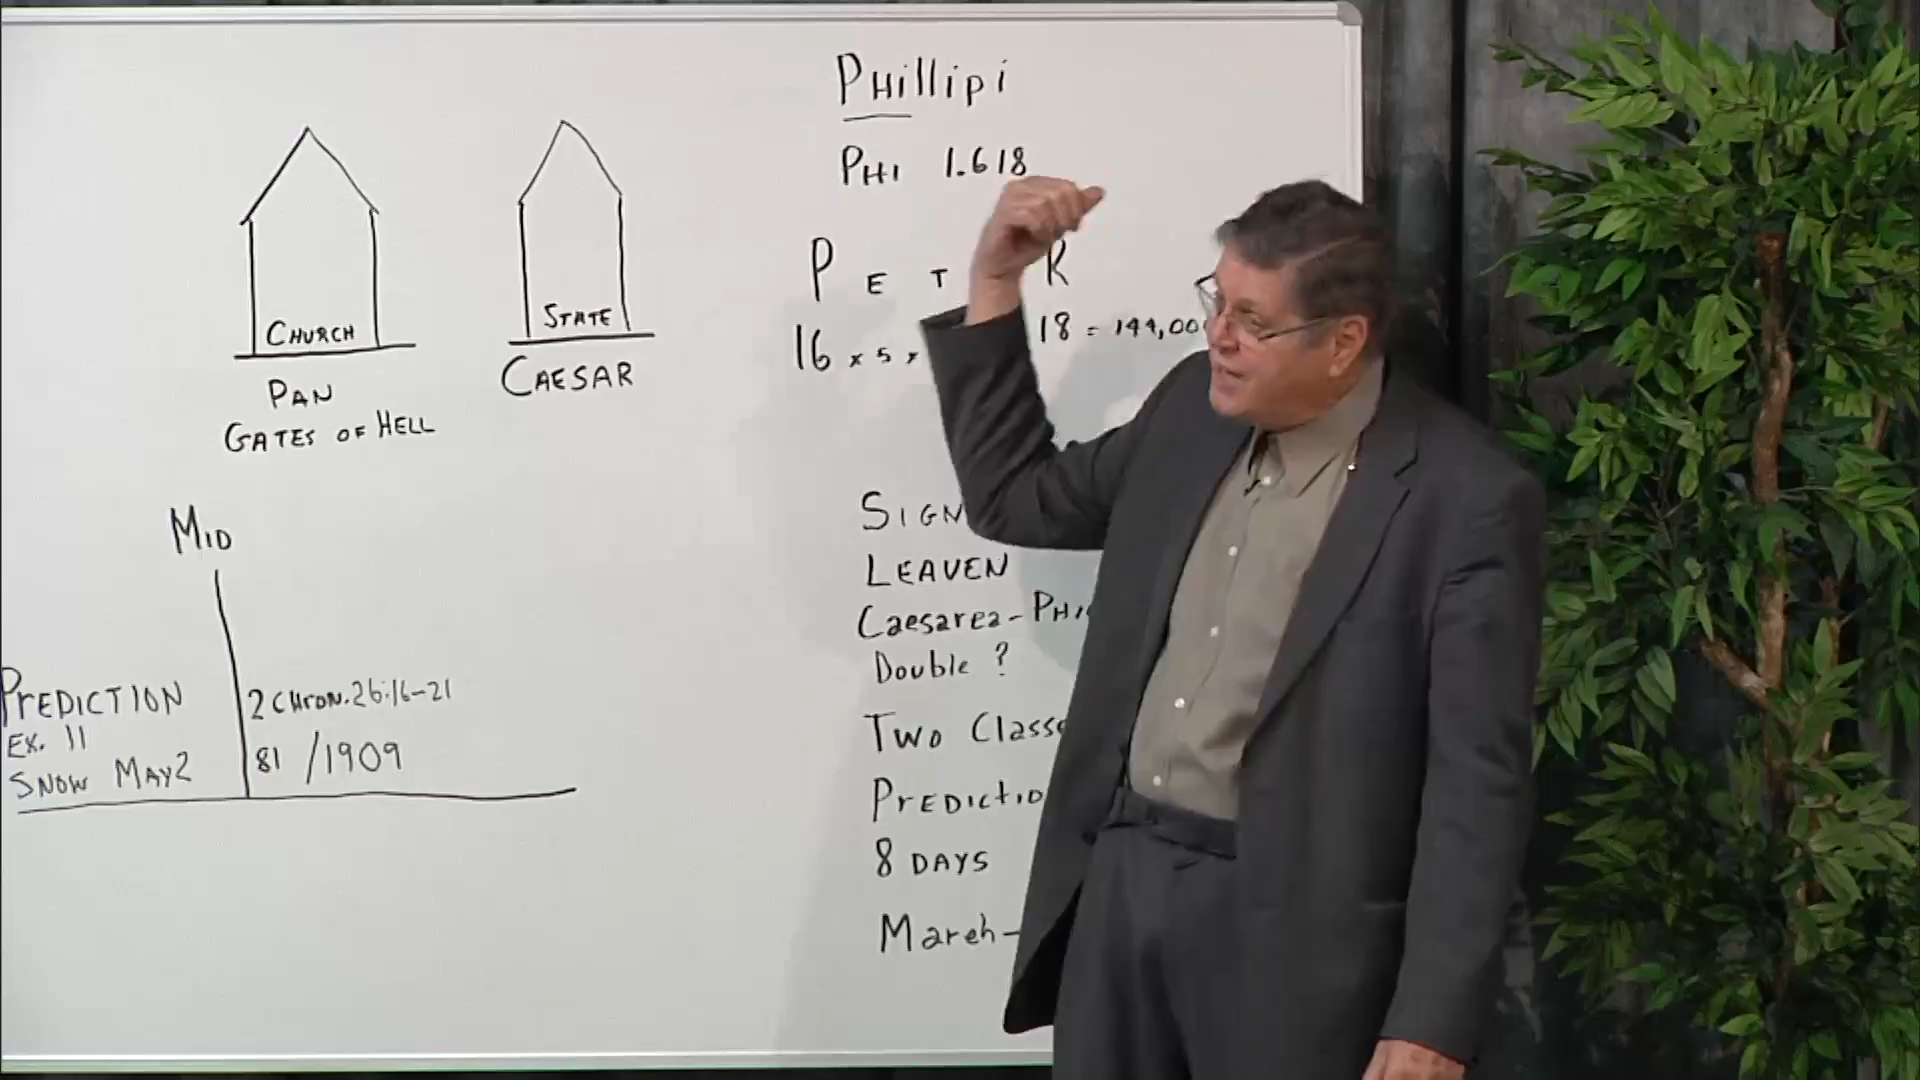 CHURCH
PAN
GATES OF HELL
STATE
CAESAR
MID
PREDICTION
EX. 11
SNOW MAY 2
2 CHRON. 26:16-21
81 / 1909
PHillipi
PHI 1.618
P E T R
16 x 5 x 18 = 144,00
SIGN
LEAVEN
Caesarea-PHI
Double ?
Two Classe
PREDICTIO
8 DAYS
Mareh-